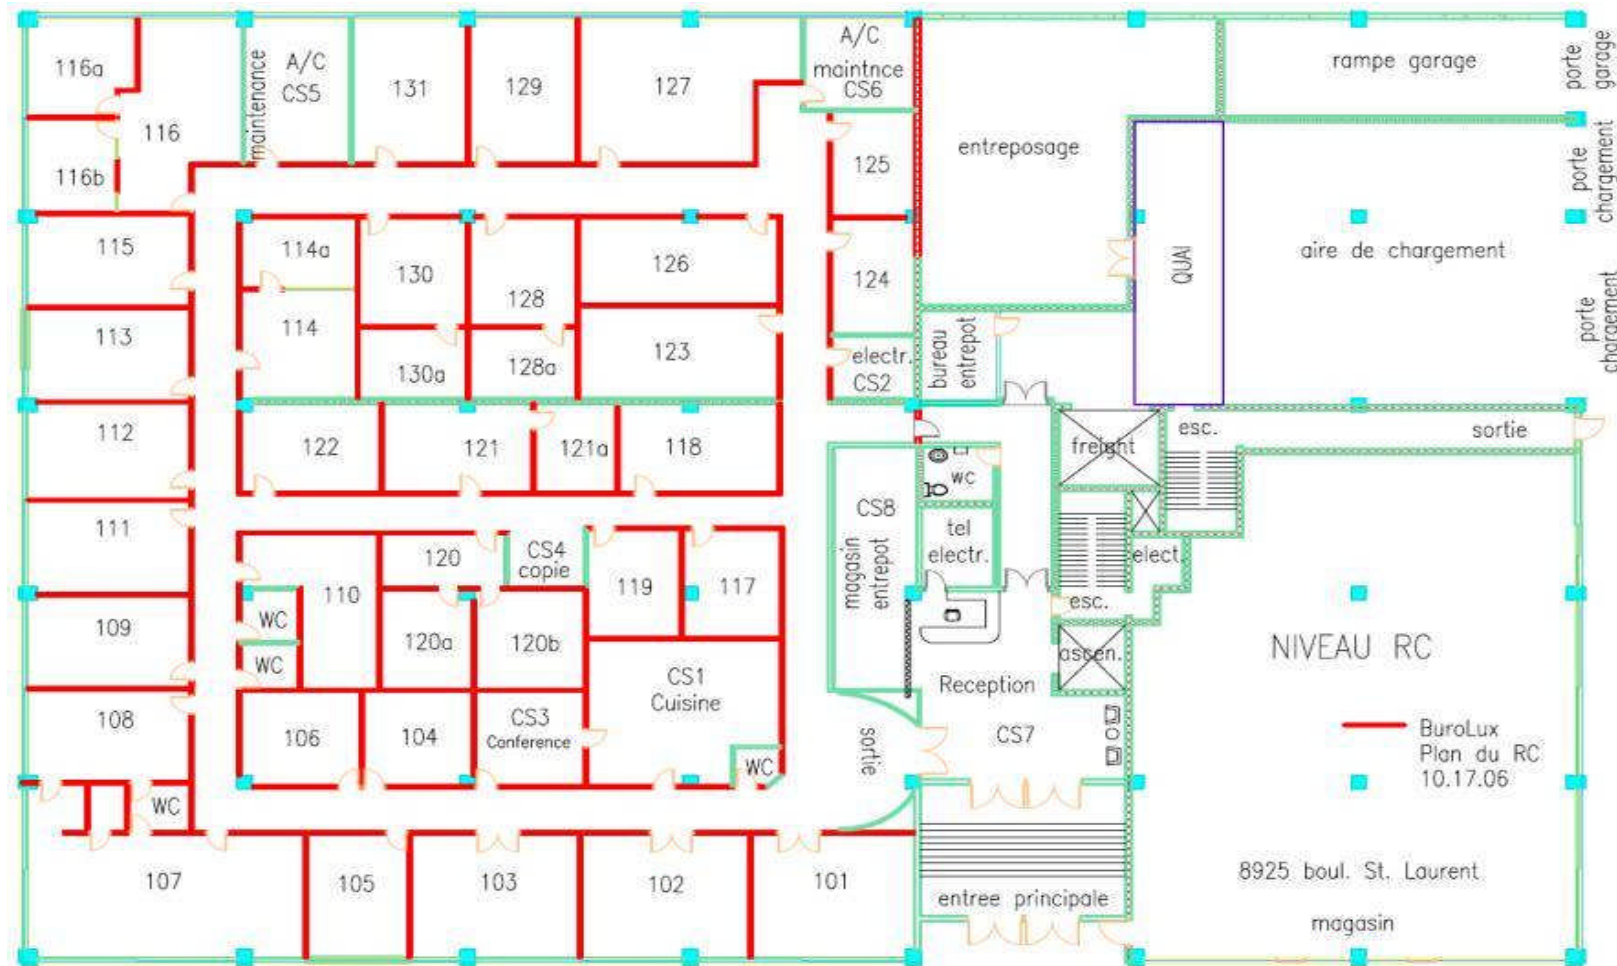 116a
116
116b
maintenance
A/C
CS5
131
129
127
A/C
maintnce
CS6
125
entreposage
rampe garage
porte
garage
porte
chargement
115
114a
130
128
126
124
QUAI
aire de chargement
porte
chargement
113
114
130a
128a
123
electr.
CS2
bureau
entrepot
112
122
121
121a
118
freight
esc.
sortie
111
110
120
CS4
copie
119
117
CS8
magasin
entrepot
WC
tel
electr.
elect.
esc.
109
WC
WC
120a
120b
CS1
Cuisine
ascen.
NIVEAU RC
108
106
104
CS3
Conference
WC
sortie
Reception
CS7
BuroLux
Plan du RC
10.17.06
WC
107
105
103
102
101
entree principale
8925 boul. St. Laurent
magasin